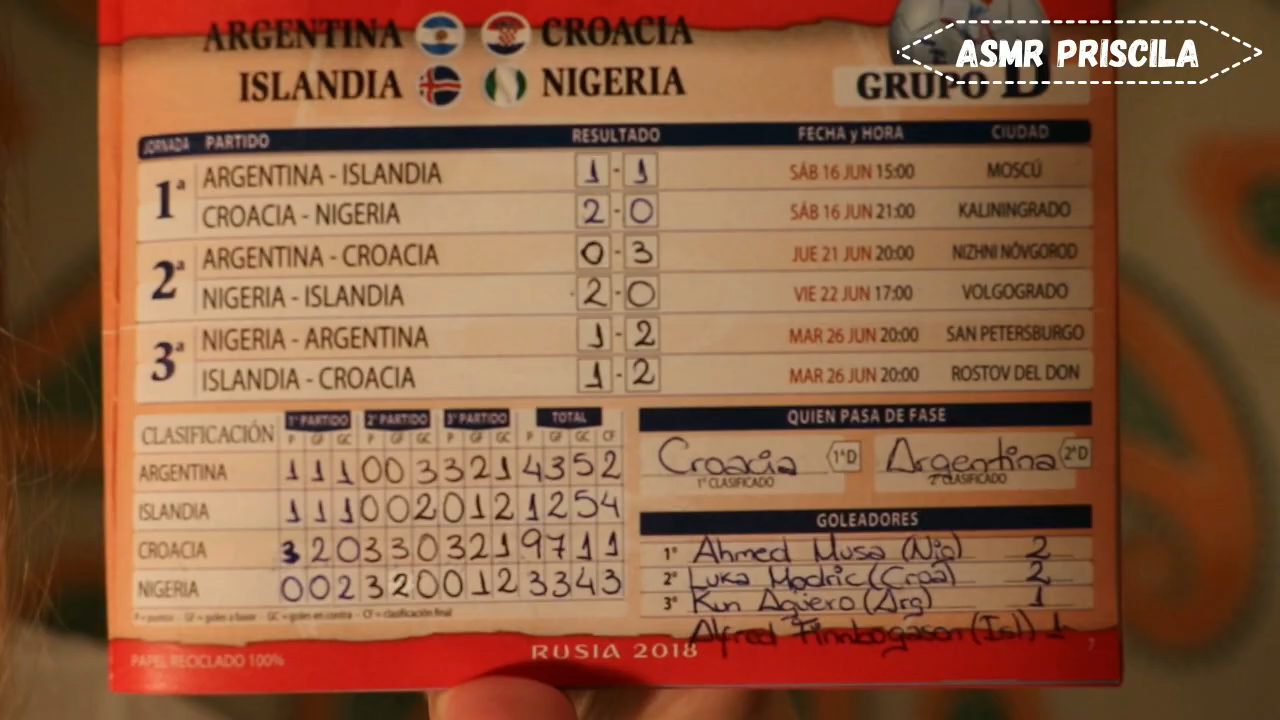 ARGENTINA CROACIA
ASMR PRISCILA
ISLANDIA NIGERIA
GRUPO D
JORNADA PARTIDO RESULTADO FECHA y HORA CIUDAD
1ª ARGENTINA - ISLANDIA 1 - 1 SÁB 16 JUN 15:00 MOSCÚ
CROACIA - NIGERIA 2 - 0 SÁB 16 JUN 21:00 KALININGRADO
2ª ARGENTINA - CROACIA 0 - 3 JUE 21 JUN 20:00 NIZHNI NÓVGOROD
NIGERIA - ISLANDIA 2 - 0 VIE 22 JUN 17:00 VOLGOGRADO
3ª NIGERIA - ARGENTINA 1 - 2 MAR 26 JUN 20:00 SAN PETERSBURGO
ISLANDIA - CROACIA 1 - 2 MAR 26 JUN 20:00 ROSTOV DEL DON
CLASIFICACIÓN 1º PARTIDO 2º PARTIDO 3º PARTIDO TOTAL
P GF GC P GF GC P GF GC P GF GC CF
ARGENTINA 1 1 1 0 0 3 3 2 1 4 3 5 2
ISLANDIA 1 1 1 0 0 2 0 1 2 1 2 5 4
CROACIA 3 2 0 3 3 0 3 2 1 9 7 1 1
NIGERIA 0 0 2 3 2 0 0 1 2 3 3 4 3
P = puntos - GF = goles a favor - GC = goles en contra - CF = clasificación final
QUIEN PASA DE FASE
Croacia 1ºD Argentina 2ºD
1º CLASIFICADO 2º CLASIFICADO
GOLEADORES
1º Ahmed Musa (Nig) 2
2º Luka Modric (Croa) 2
3º Kun Agüero (Arg) 1
Alfred Finnbogason (Isl) 1
PAPEL RECICLADO 100% RUSIA 2018 7